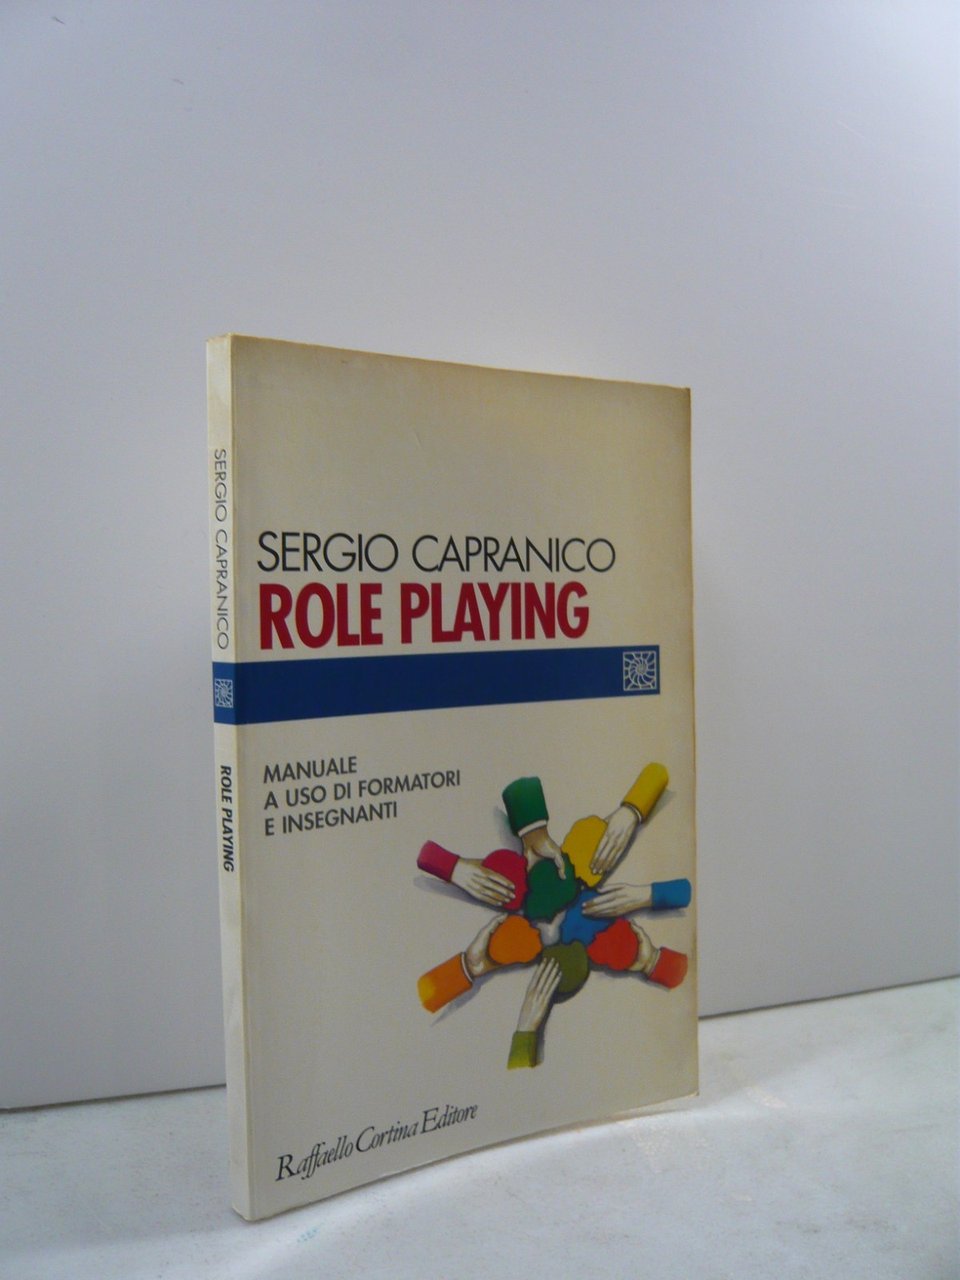 SERGIO CAPRANICO
ROLE PLAYING
SERGIO CAPRANICO
ROLE PLAYING
MANUALE
A USO DI FORMATORI
E INSEGNANTI
Raffaello Cortina Editore